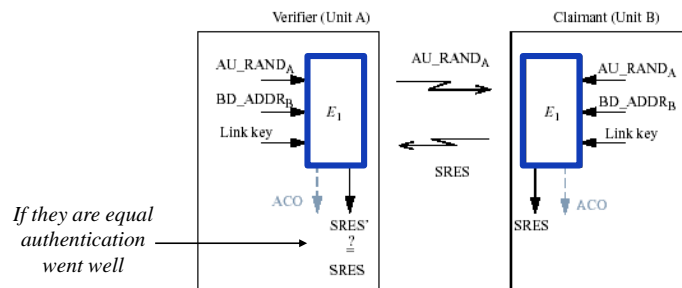 Verifier (Unit A)
Claimant (Unit B)
AU_RANDA
BD_ADDRB
Link key
E1
AU_RANDA
SRES
E1
AU_RANDA
BD_ADDRB
Link key
ACO
SRES'
?
=
SRES
SRES
ACO
If they are equal
authentication
went well